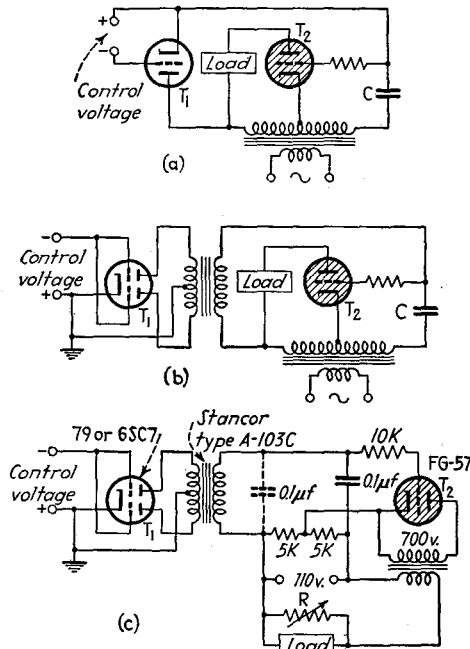 +
−
Control
voltage
T1
Load
T2
C
~
(a)
−
Control
voltage
+
T1
Load
T2
C
~
(b)
79 or 6SC7
Stancor
type A-103C
10K
FG-57
−
Control
voltage
+
T1
0.1μf
0.1μf
T2
5K
5K
700 v.
110v.
R
Load
(c)